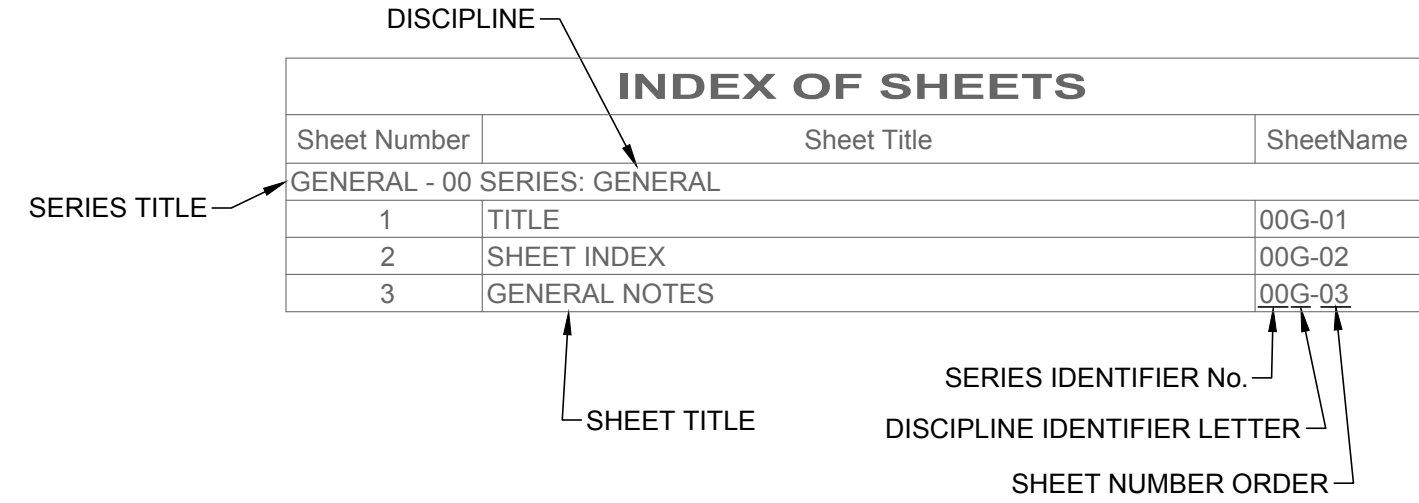 DISCIPLINE
INDEX OF SHEETS
Sheet Number Sheet Title SheetName
GENERAL - 00 SERIES: GENERAL
SERIES TITLE
1 TITLE 00G-01
2 SHEET INDEX 00G-02
3 GENERAL NOTES 00G-03
SERIES IDENTIFIER No.
SHEET TITLE
DISCIPLINE IDENTIFIER LETTER
SHEET NUMBER ORDER